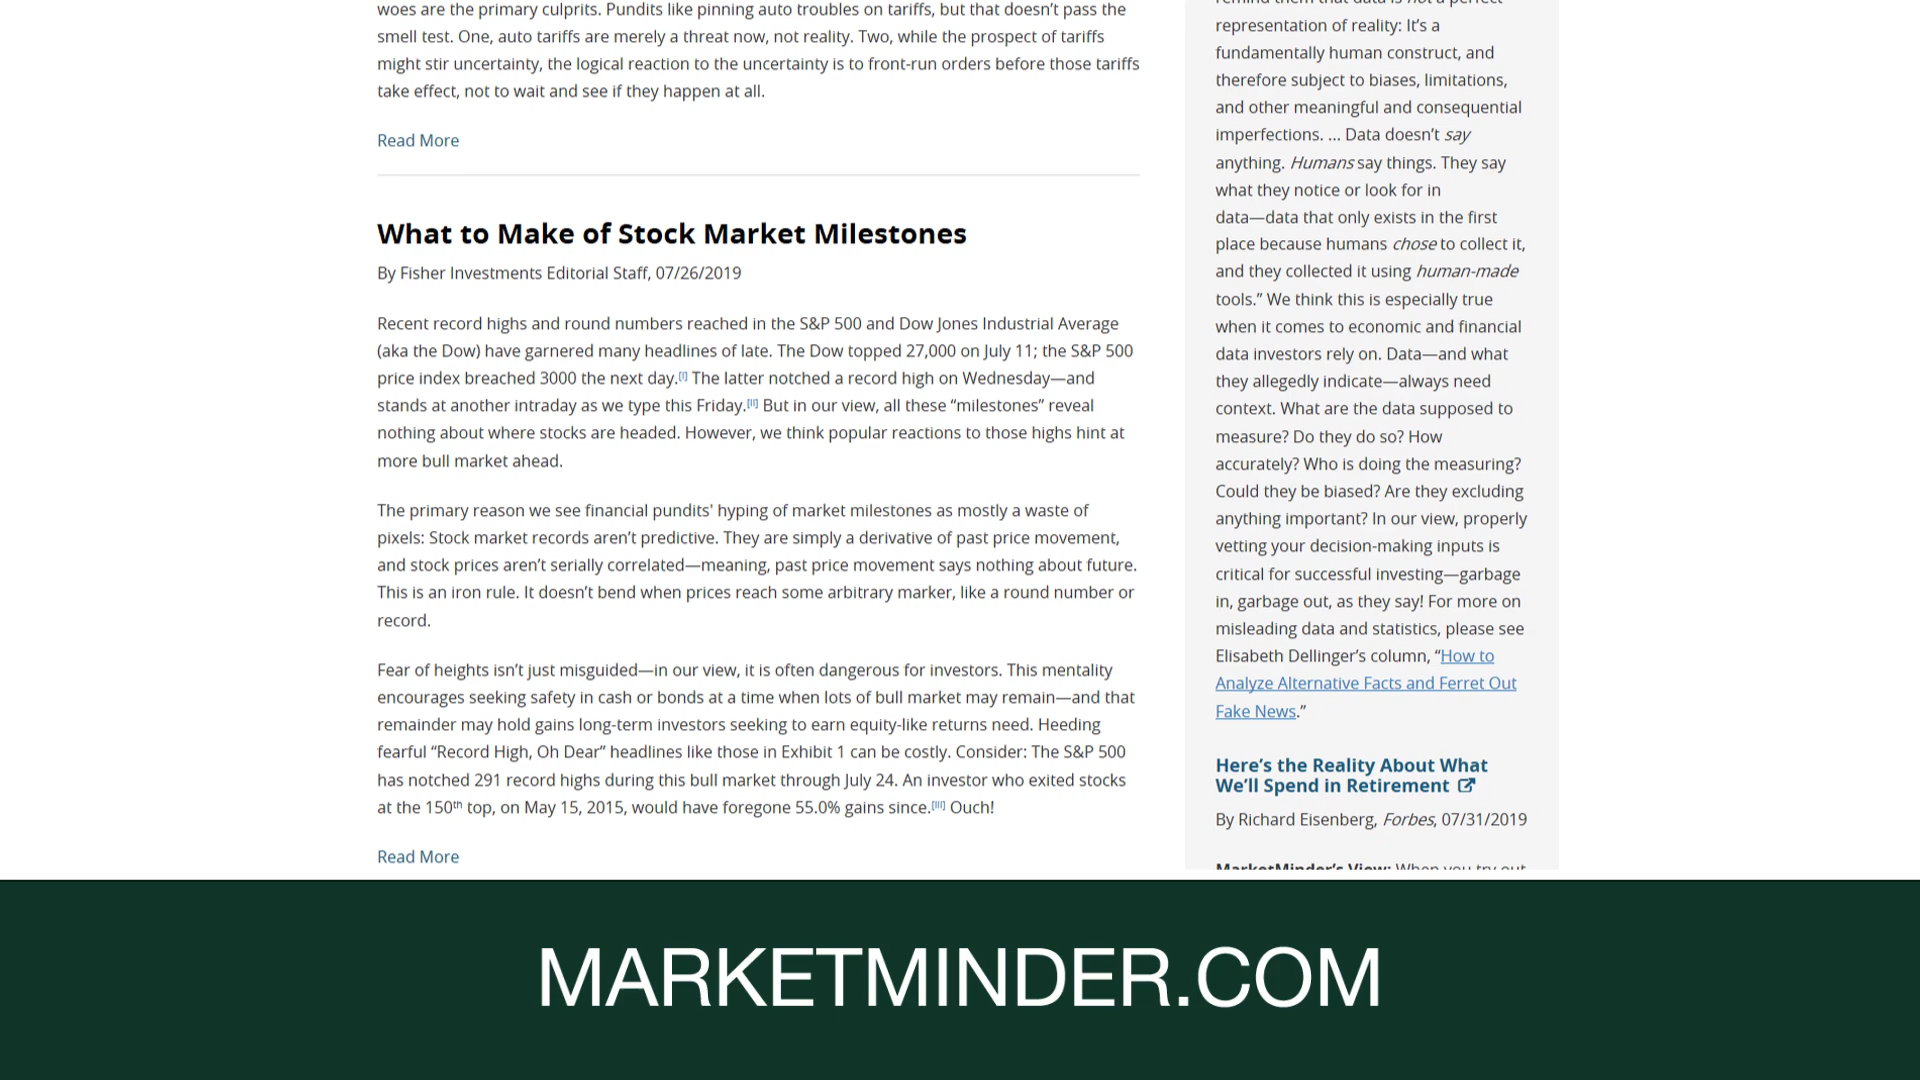 woes are the primary culprits. Pundits like pinning auto troubles on tariffs, but that doesn’t pass the
smell test. One, auto tariffs are merely a threat now, not reality. Two, while the prospect of tariffs
might stir uncertainty, the logical reaction to the uncertainty is to front-run orders before those tariffs
take effect, not to wait and see if they happen at all.
Read More
What to Make of Stock Market Milestones
By Fisher Investments Editorial Staff, 07/26/2019
Recent record highs and round numbers reached in the S&P 500 and Dow Jones Industrial Average
(aka the Dow) have garnered many headlines of late. The Dow topped 27,000 on July 11; the S&P 500
price index breached 3000 the next day.[i] The latter notched a record high on Wednesday—and
stands at another intraday as we type this Friday.[ii] But in our view, all these “milestones” reveal
nothing about where stocks are headed. However, we think popular reactions to those highs hint at
more bull market ahead.
The primary reason we see financial pundits' hyping of market milestones as mostly a waste of
pixels: Stock market records aren’t predictive. They are simply a derivative of past price movement,
and stock prices aren’t serially correlated—meaning, past price movement says nothing about future.
This is an iron rule. It doesn’t bend when prices reach some arbitrary marker, like a round number or
record.
Fear of heights isn’t just misguided—in our view, it is often dangerous for investors. This mentality
encourages seeking safety in cash or bonds at a time when lots of bull market may remain—and that
remainder may hold gains long-term investors seeking to earn equity-like returns need. Heeding
fearful “Record High, Oh Dear” headlines like those in Exhibit 1 can be costly. Consider: The S&P 500
has notched 291 record highs during this bull market through July 24. An investor who exited stocks
at the 150th top, on May 15, 2015, would have foregone 55.0% gains since.[iii] Ouch!
Read More
remind them that data is not a perfect
representation of reality: It’s a
fundamentally human construct, and
therefore subject to biases, limitations,
and other meaningful and consequential
imperfections. … Data doesn’t say
anything. Humans say things. They say
what they notice or look for in
data—data that only exists in the first
place because humans chose to collect it,
and they collected it using human-made
tools.” We think this is especially true
when it comes to economic and financial
data investors rely on. Data—and what
they allegedly indicate—always need
context. What are the data supposed to
measure? Do they do so? How
accurately? Who is doing the measuring?
Could they be biased? Are they excluding
anything important? In our view, properly
vetting your decision-making inputs is
critical for successful investing—garbage
in, garbage out, as they say! For more on
misleading data and statistics, please see
Elisabeth Dellinger’s column, “How to
Analyze Alternative Facts and Ferret Out
Fake News.”
Here’s the Reality About What
We’ll Spend in Retirement
By Richard Eisenberg, Forbes, 07/31/2019
MarketMinder’s View: When you try out
MARKETMINDER.COM